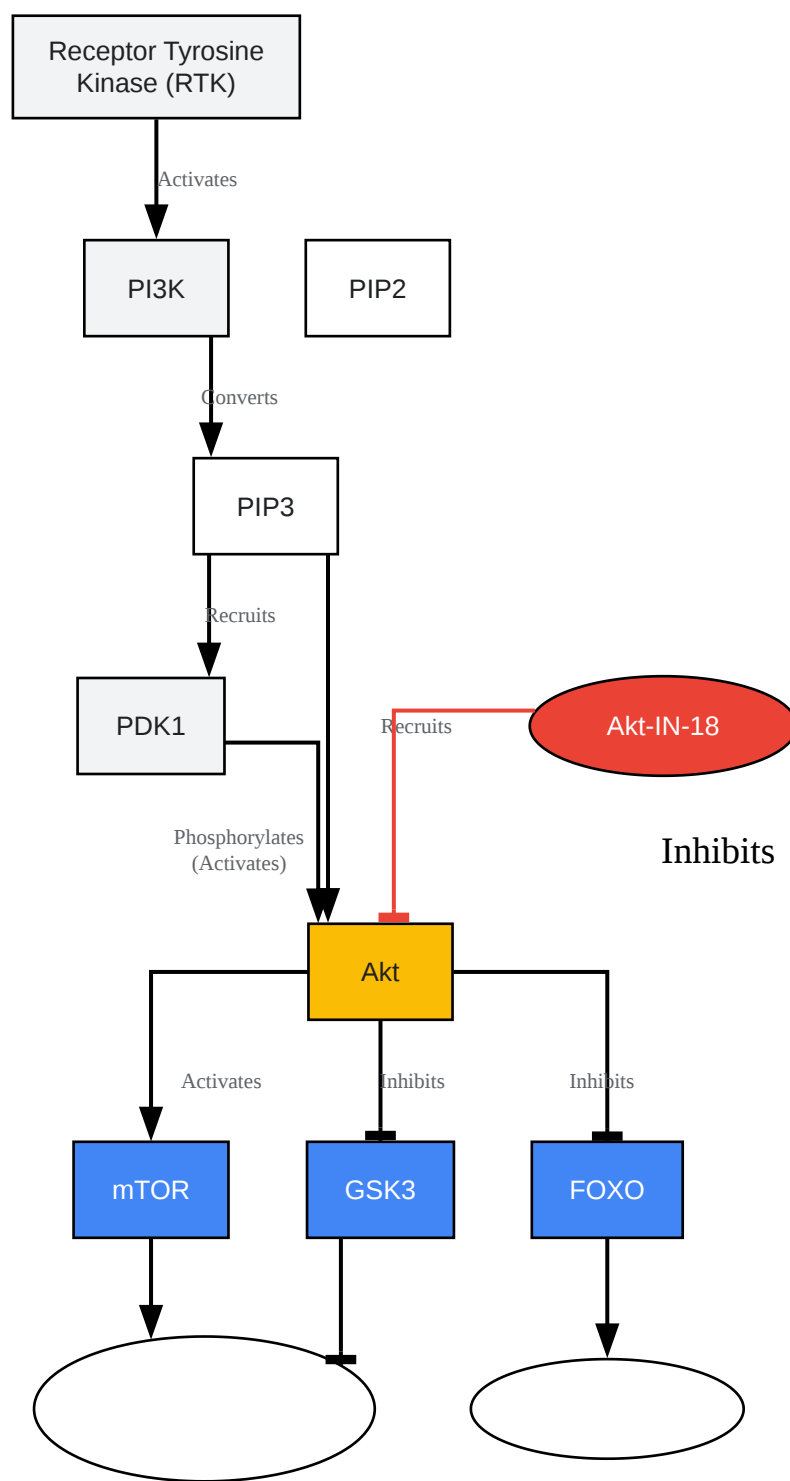 Receptor Tyrosine
Kinase (RTK)
Activates
PI3K
PIP2
Converts
PIP3
Recruits
PDK1
Recruits
Akt-IN-18
Phosphorylates
(Activates)
Inhibits
Akt
Activates
Inhibits
Inhibits
mTOR
GSK3
FOXO